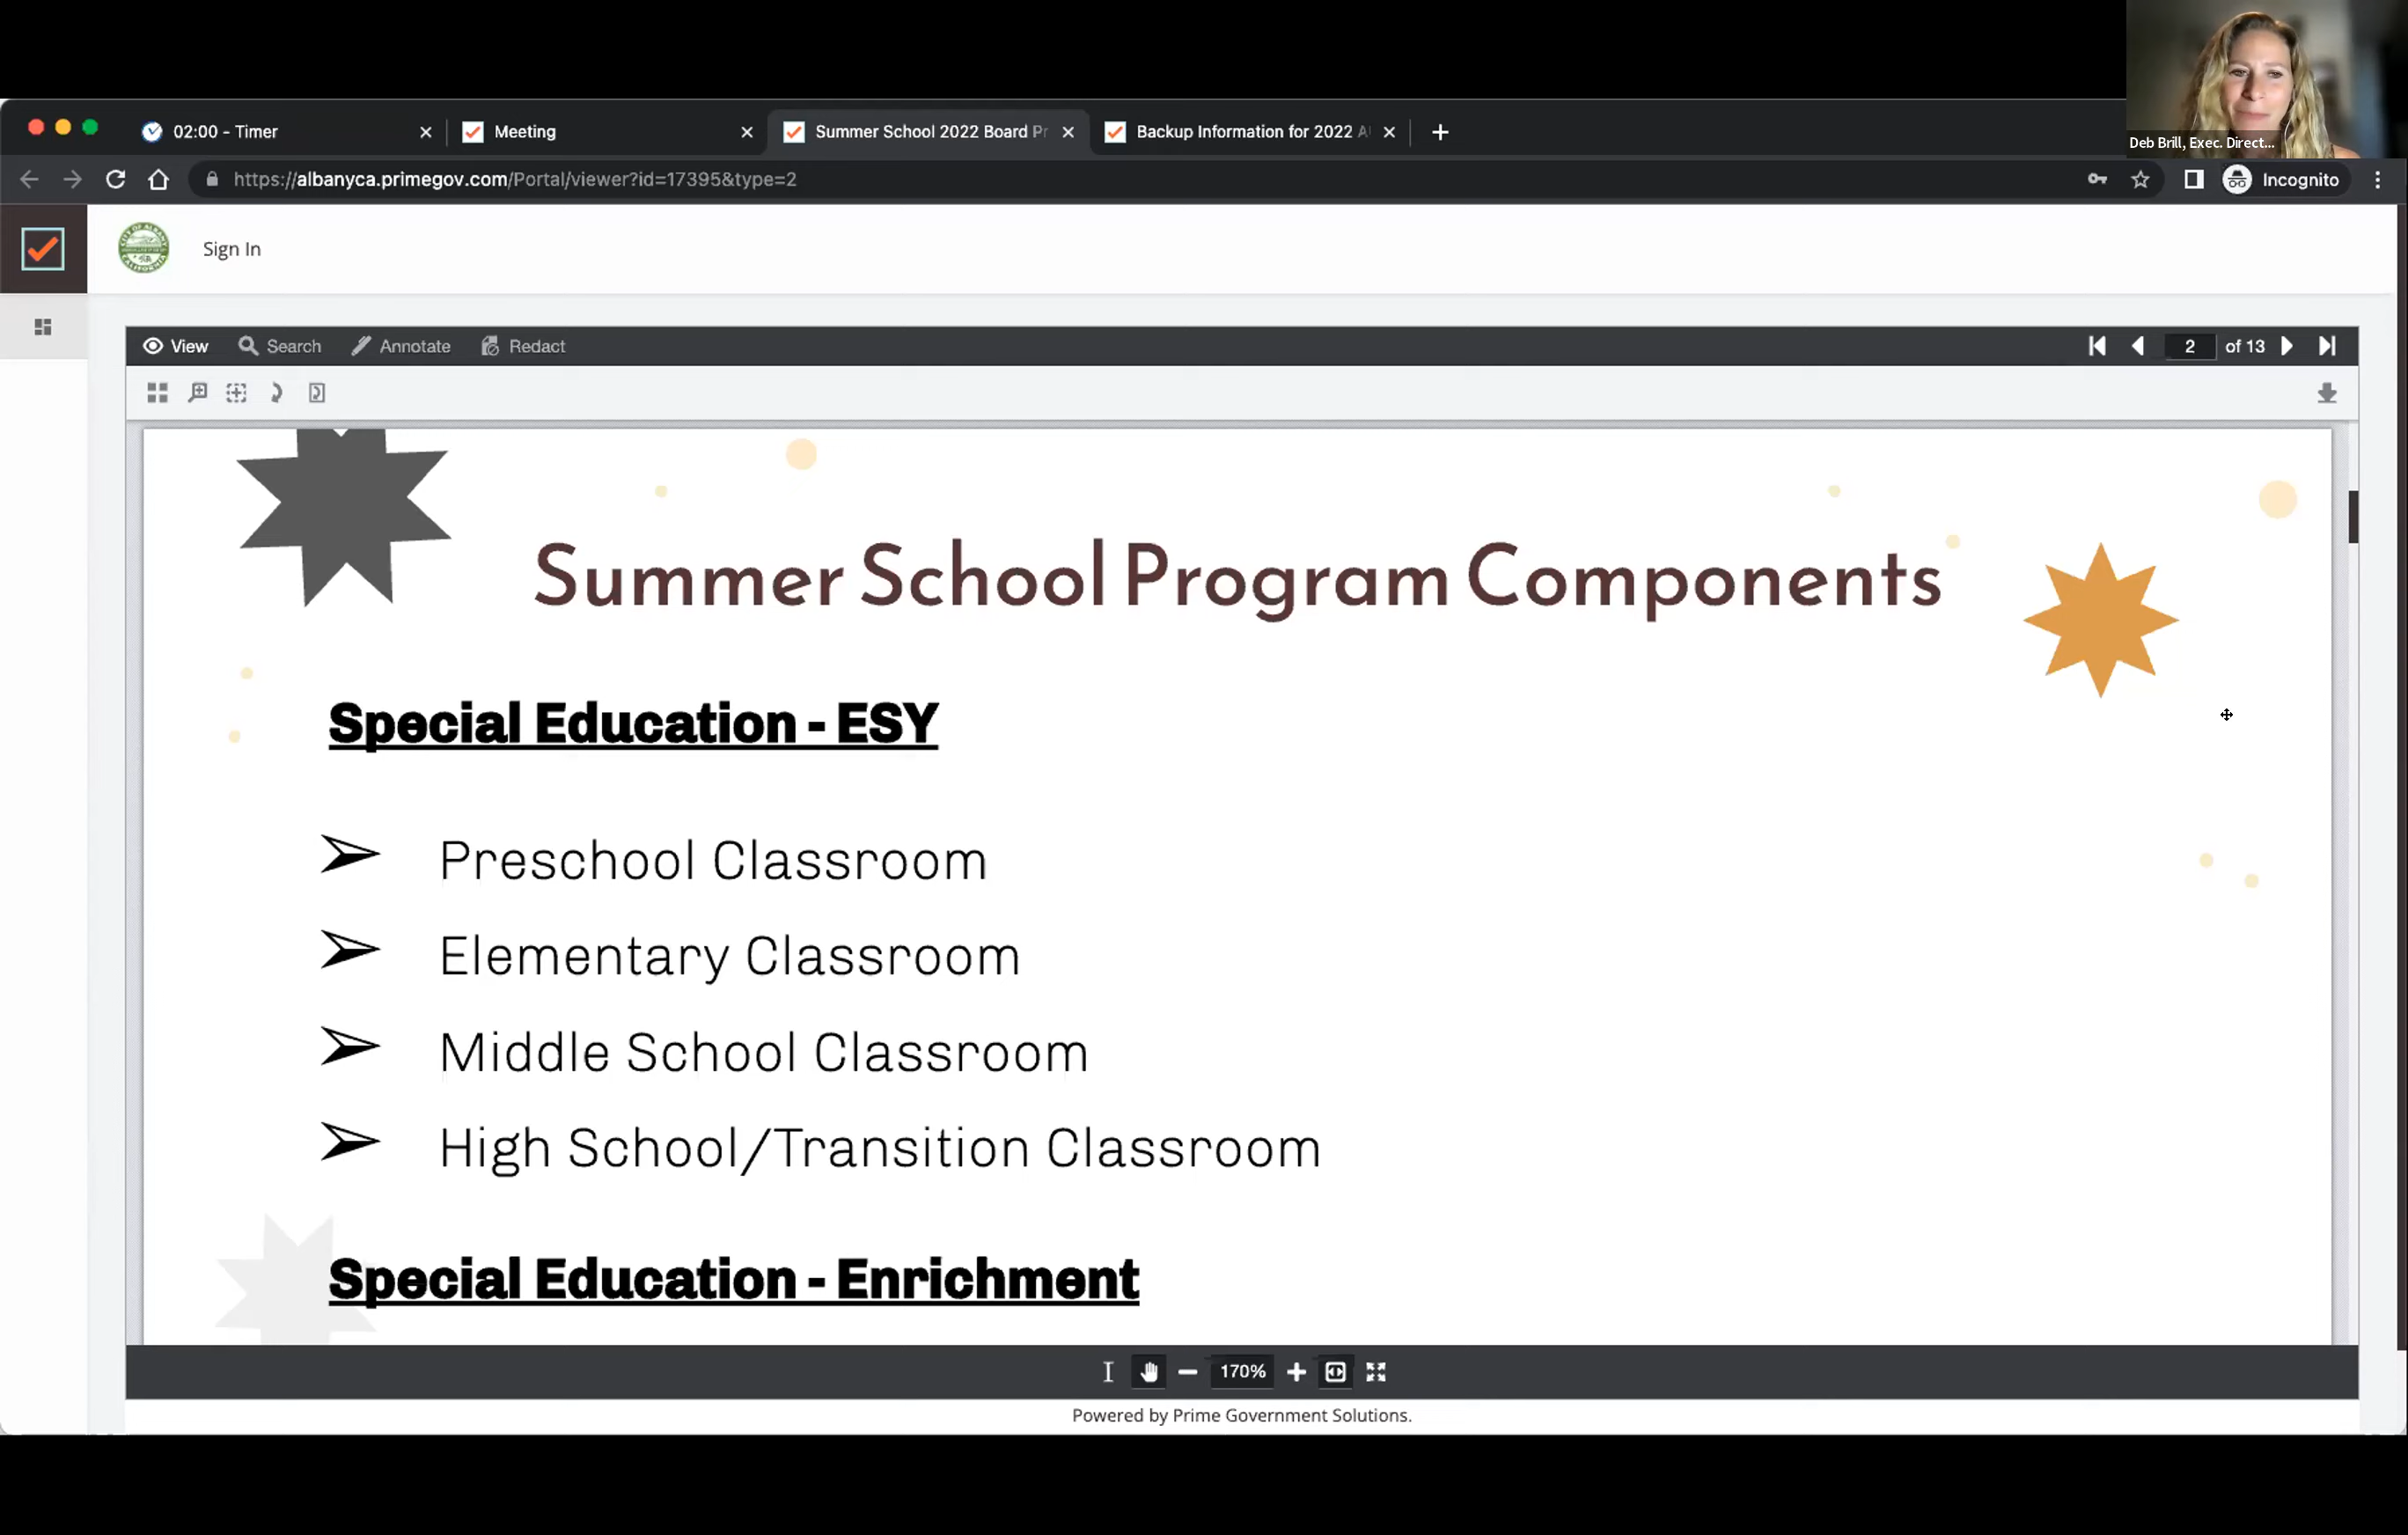 Deb Brill, Exec. Direct...
02:00 - Timer
Meeting
Summer School 2022 Board Pr
Backup Information for 2022 A
https://albanyca.primegov.com/Portal/viewer?id=17395&type=2
Incognito
Sign In
View
Search
Annotate
Redact
2 of 13
Summer School Program Components
Special Education - ESY
Preschool Classroom
Elementary Classroom
Middle School Classroom
High School/Transition Classroom
Special Education - Enrichment
170%
Powered by Prime Government Solutions.